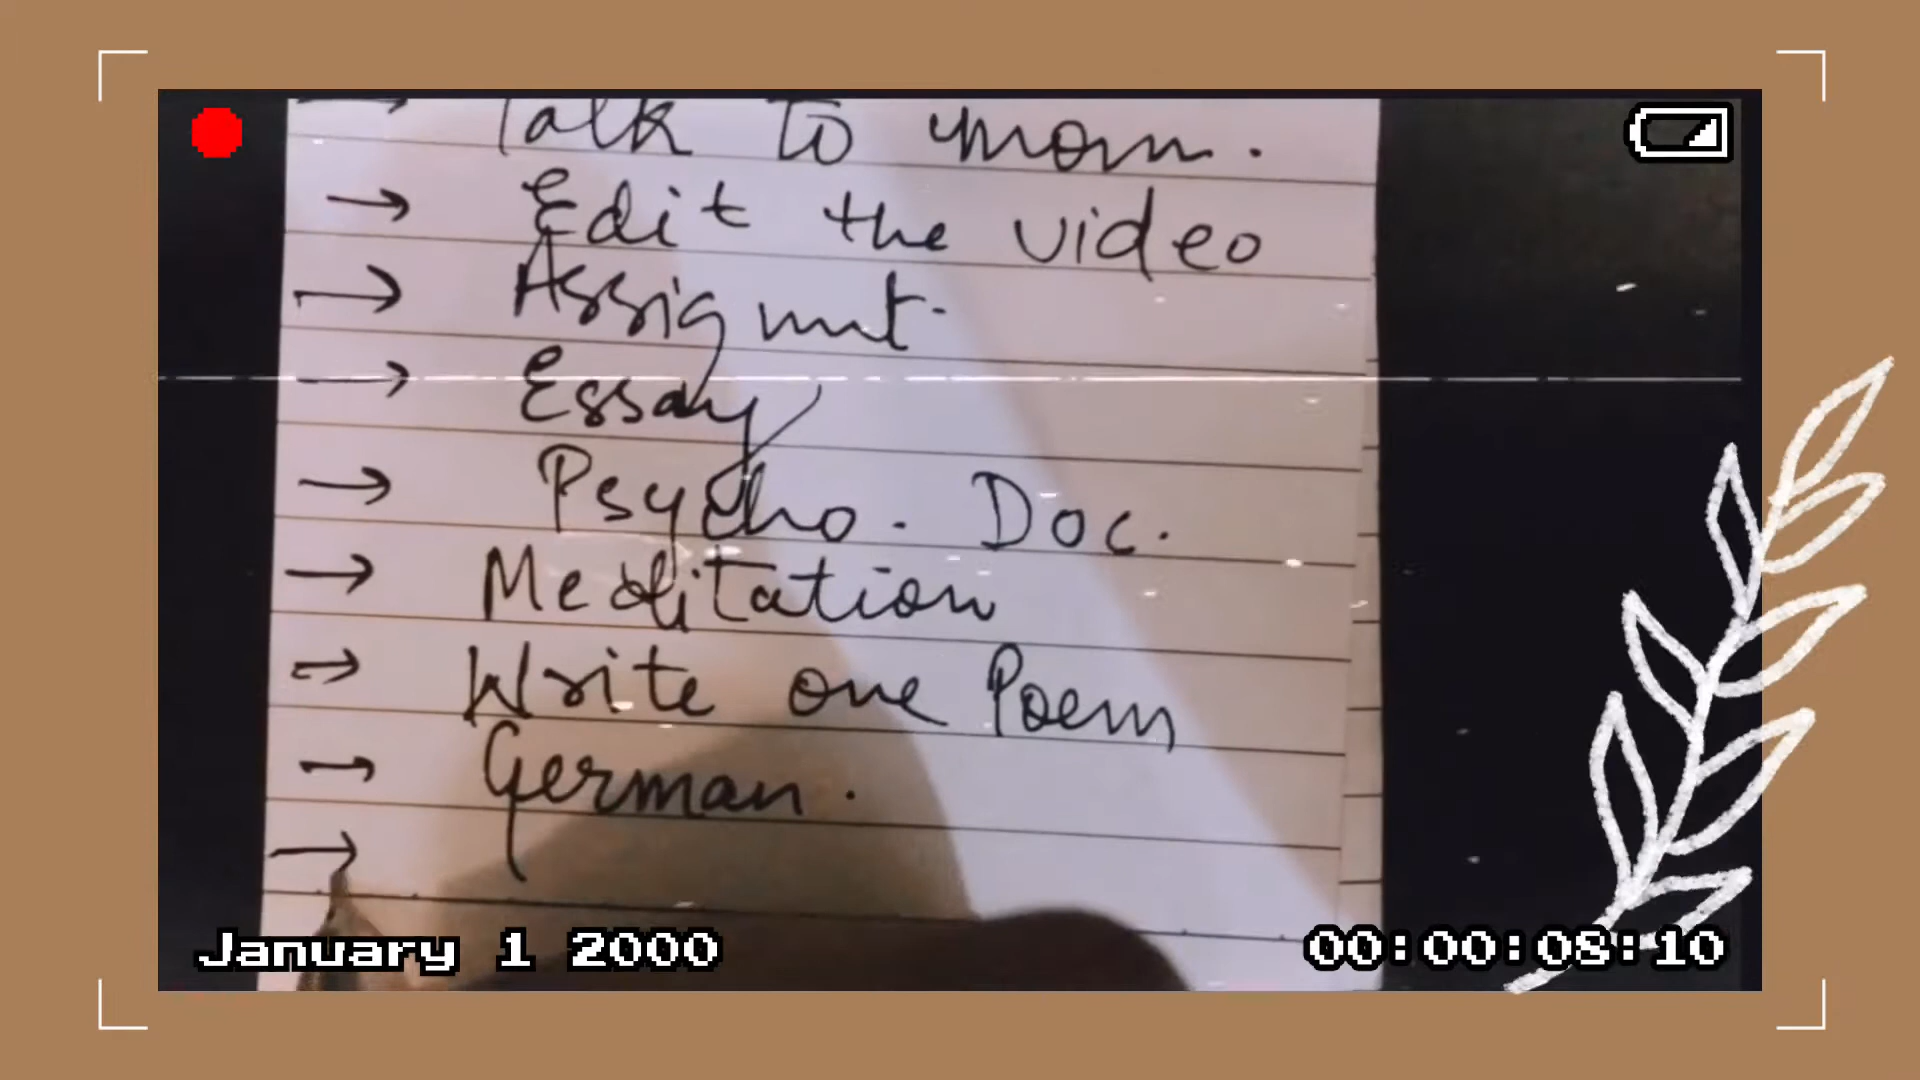 → Talk to mom.
→ Edit the video
→ Assigmnt.
→ Essay
→ Psycho. Doc.
→ Meditation
→ Write one Poem
→ German.
→
January 1 2000
00:00:08:10